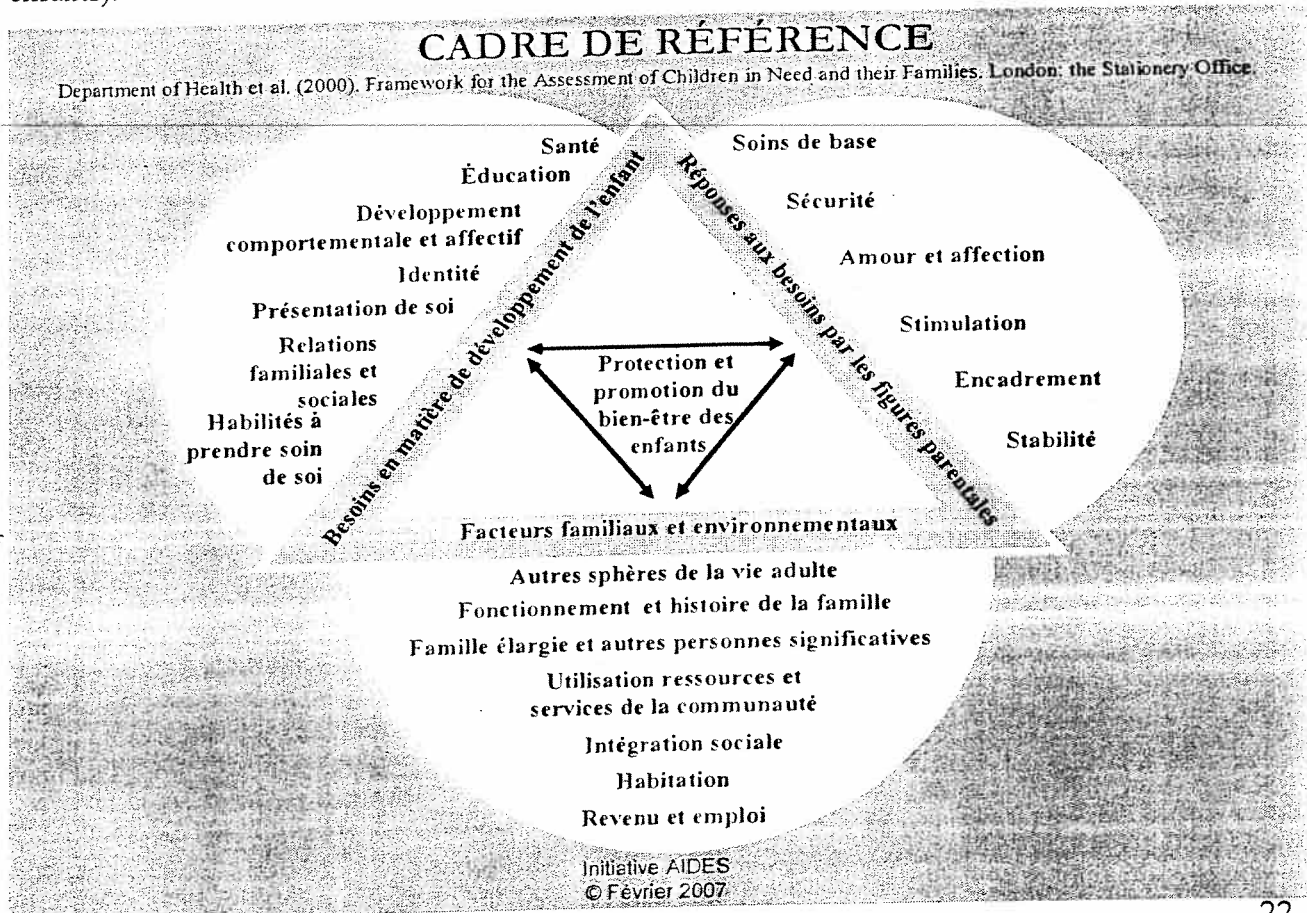 CADRE DE RÉFÉRENCE
Department of Health et al. (2000). Framework for the Assessment of Children in Need and their Families. London: the Stationery Office.
Santé
Éducation
Développement
comportementale et affectif
Identité
Présentation de soi
Relations
familiales et
sociales
Habilités à
prendre soin
de soi
Besoins en matière de développement de l'enfant
Réponses aux besoins par les figures parentales
Soins de base
Sécurité
Amour et affection
Stimulation
Encadrement
Stabilité
Protection et
promotion du
bien-être des
enfants
Facteurs familiaux et environnementaux
Autres sphères de la vie adulte
Fonctionnement et histoire de la famille
Famille élargie et autres personnes significatives
Utilisation ressources et
services de la communauté
Intégration sociale
Habitation
Revenu et emploi
Initiative AIDES
© Février 2007